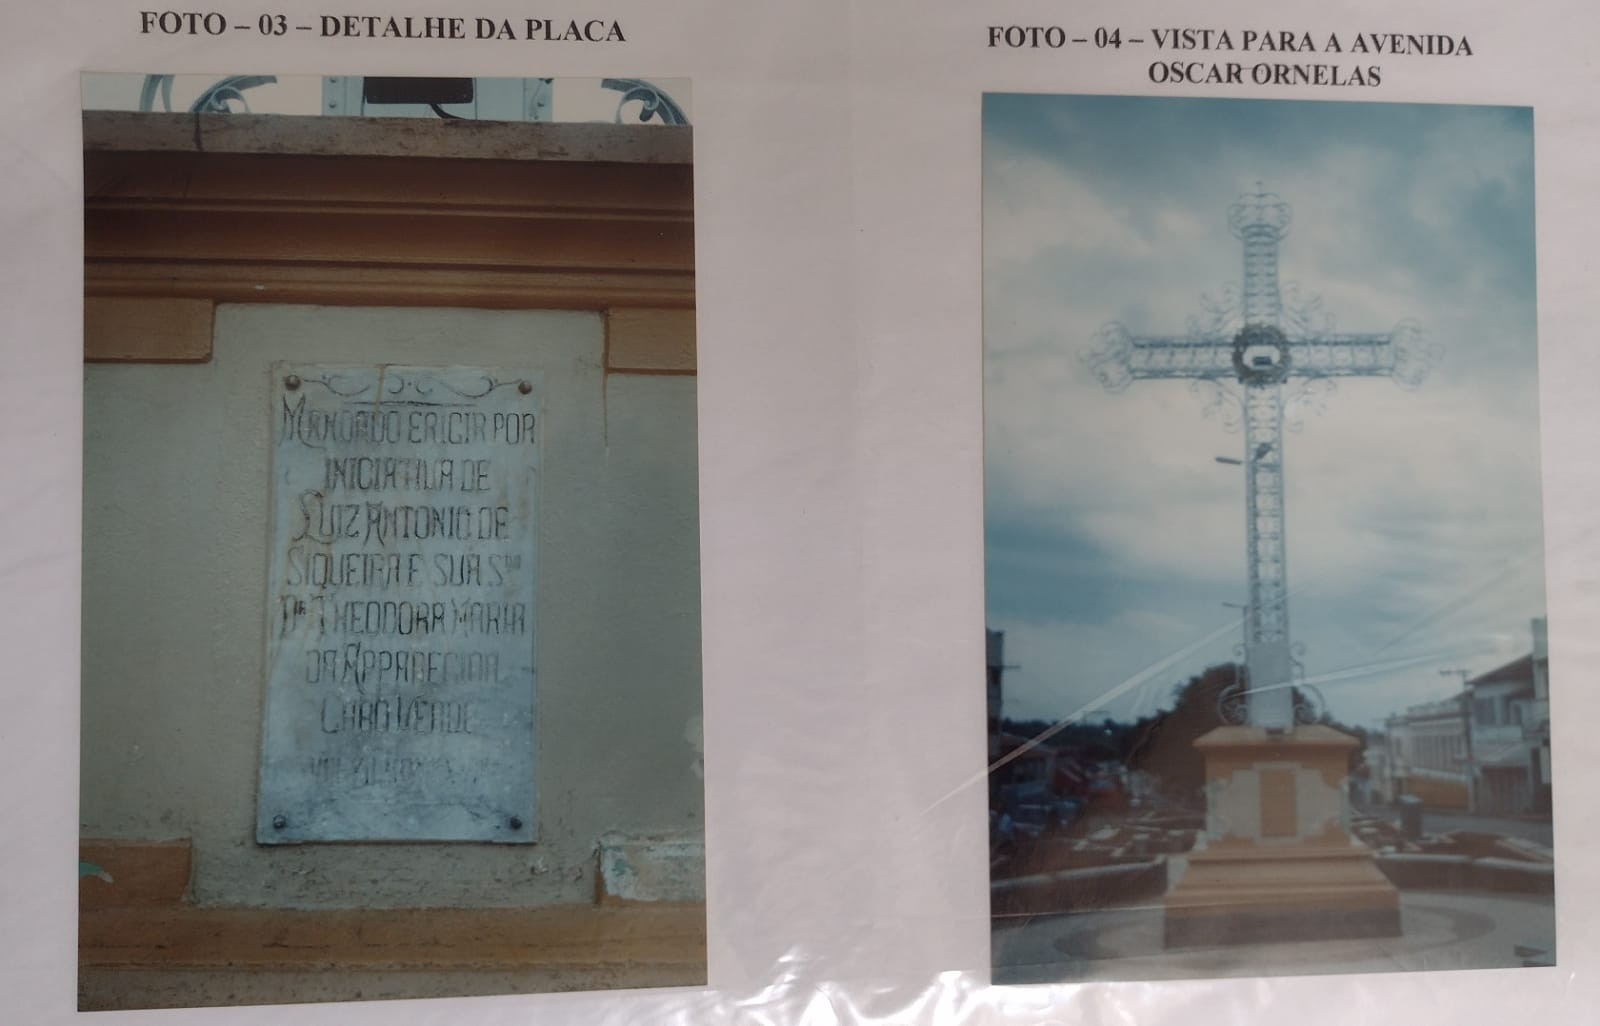 FOTO – 03 – DETALHE DA PLACA
MANDADO ERIGIR POR
INICIATIVA DE
LUIZ ANTONIO DE
SIQUEIRA E SUA S
Dª THEODORA MARIA
DA APPARECIDA
CABO VERDE
FOTO – 04 – VISTA PARA A AVENIDA
OSCAR ORNELAS